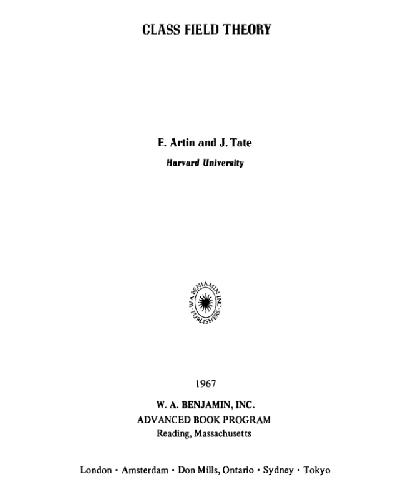 CLASS FIELD THEORY
E. Artin and J. Tate
Harvard University
W.A. BENJAMIN, INC.
PUBLISHERS
1967
W. A. BENJAMIN, INC.
ADVANCED BOOK PROGRAM
Reading, Massachusetts
London · Amsterdam · Don Mills, Ontario · Sydney · Tokyo